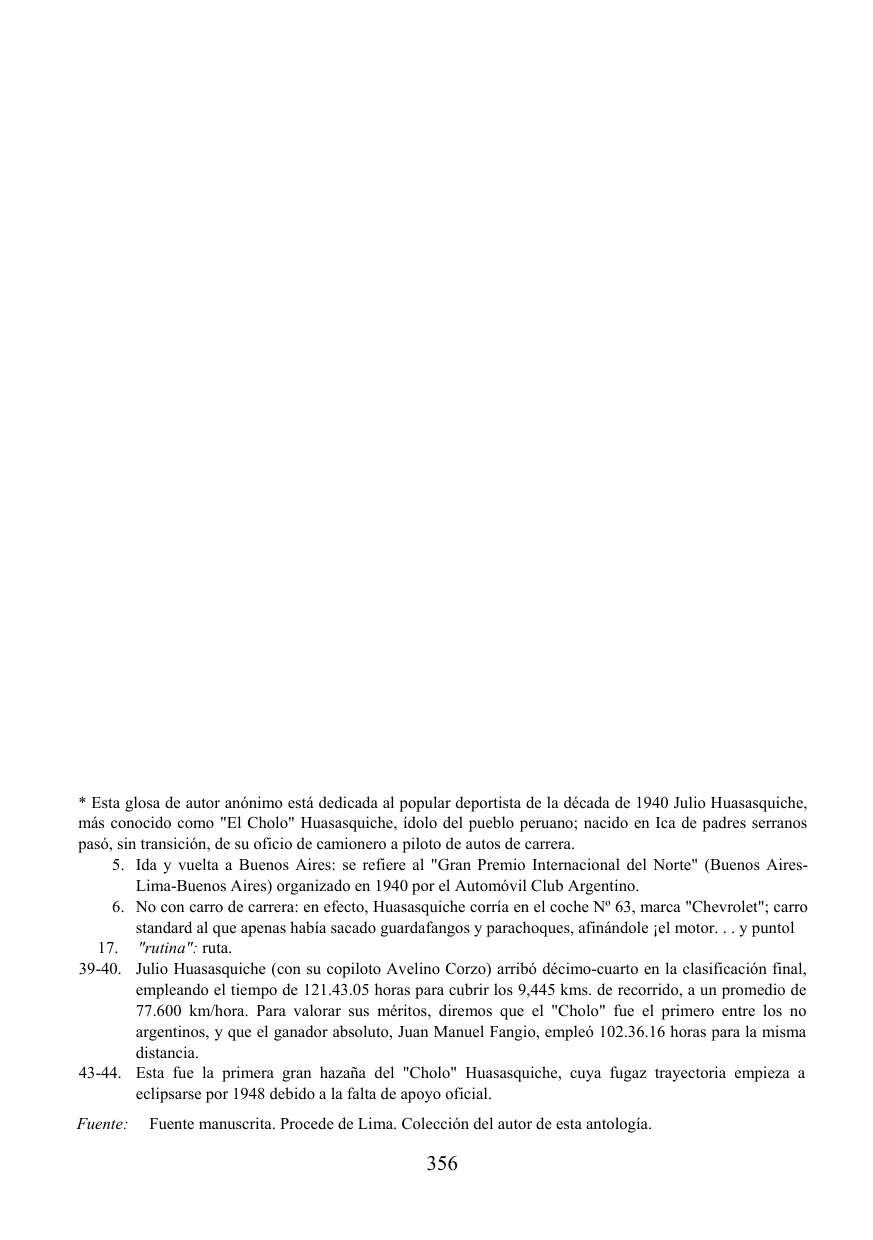 * Esta glosa de autor anónimo está dedicada al popular deportista de la década de 1940 Julio Huasasquiche,
más conocido como "El Cholo" Huasasquiche, ídolo del pueblo peruano; nacido en Ica de padres serranos
pasó, sin transición, de su oficio de camionero a piloto de autos de carrera.
5. Ida y vuelta a Buenos Aires: se refiere al "Gran Premio Internacional del Norte" (Buenos Aires-
Lima-Buenos Aires) organizado en 1940 por el Automóvil Club Argentino.
6. No con carro de carrera: en efecto, Huasasquiche corría en el coche Nº 63, marca "Chevrolet"; carro
standard al que apenas había sacado guardafangos y parachoques, afinándole ¡el motor. . . y puntol
17. "rutina": ruta.
39-40. Julio Huasasquiche (con su copiloto Avelino Corzo) arribó décimo-cuarto en la clasificación final,
empleando el tiempo de 121.43.05 horas para cubrir los 9,445 kms. de recorrido, a un promedio de
77.600 km/hora. Para valorar sus méritos, diremos que el "Cholo" fue el primero entre los no
argentinos, y que el ganador absoluto, Juan Manuel Fangio, empleó 102.36.16 horas para la misma
distancia.
43-44. Esta fue la primera gran hazaña del "Cholo" Huasasquiche, cuya fugaz trayectoria empieza a
eclipsarse por 1948 debido a la falta de apoyo oficial.
Fuente: Fuente manuscrita. Procede de Lima. Colección del autor de esta antología.
356